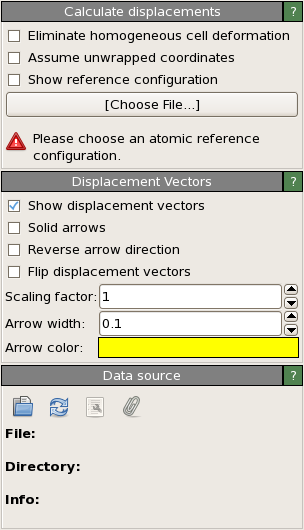 Calculate displacements ?
Eliminate homogeneous cell deformation
Assume unwrapped coordinates
Show reference configuration
[Choose File...]
Please choose an atomic reference
configuration.
Displacement Vectors ?
Show displacement vectors
Solid arrows
Reverse arrow direction
Flip displacement vectors
Scaling factor: 1
Arrow width: 0.1
Arrow color:
Data source ?
File:
Directory:
Info: